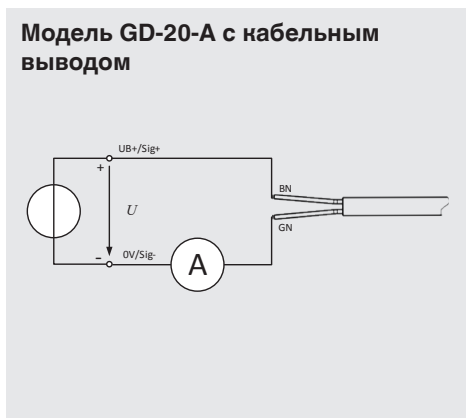 Модель GD-20-A с кабельным
выводом
UB+/Sig+
+
BN
U
GN
-
0V/Sig-
A